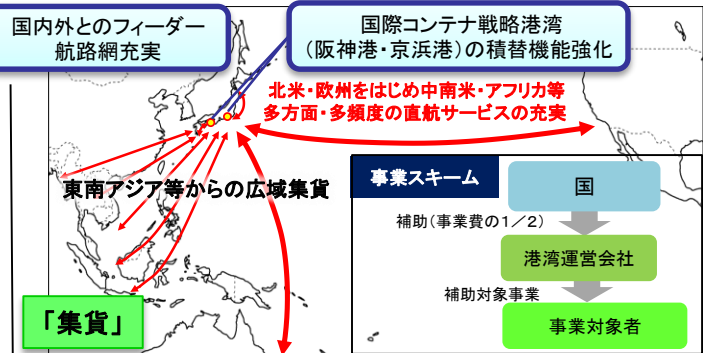 国内外とのフィーダー
航路網充実
国際コンテナ戦略港湾
(阪神港・京浜港)の積替機能強化
北米・欧州をはじめ中南米・アフリカ等
多方面・多頻度の直航サービスの充実
東南アジア等からの広域集貨
「集貨」
事業スキーム
国
補助(事業費の1/2)
港湾運営会社
補助対象事業
事業対象者